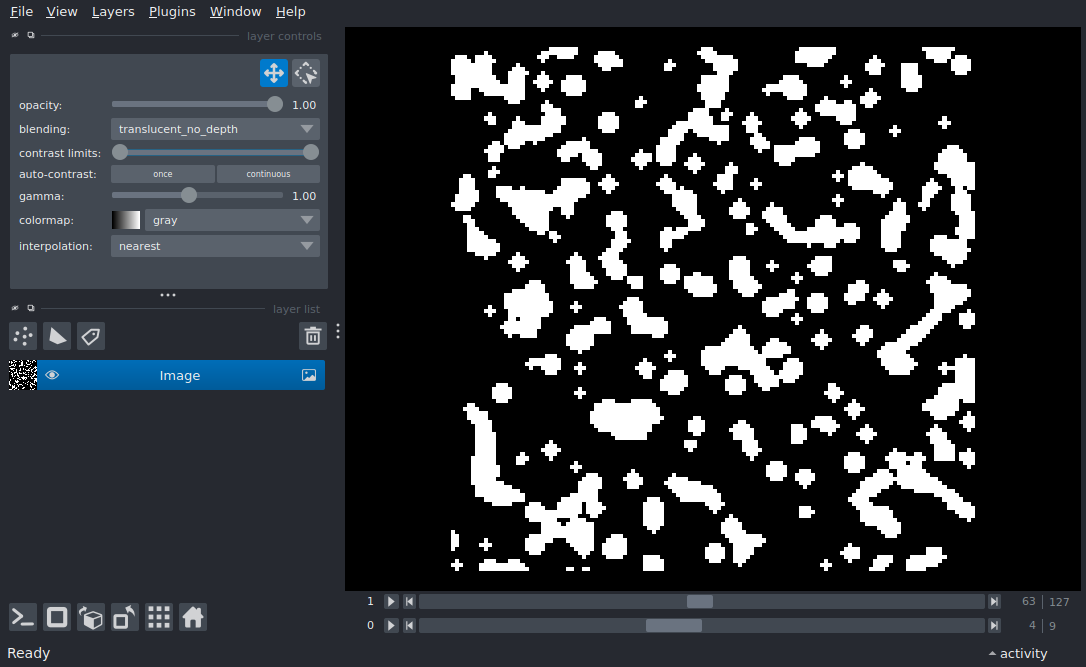 File View Layers Plugins Window Help
layer controls
opacity: 1.00
blending: translucent_no_depth
contrast limits:
auto-contrast: once continuous
gamma: 1.00
colormap: gray
interpolation: nearest
layer list
Image
1 63 127
0 4 9
Ready activity